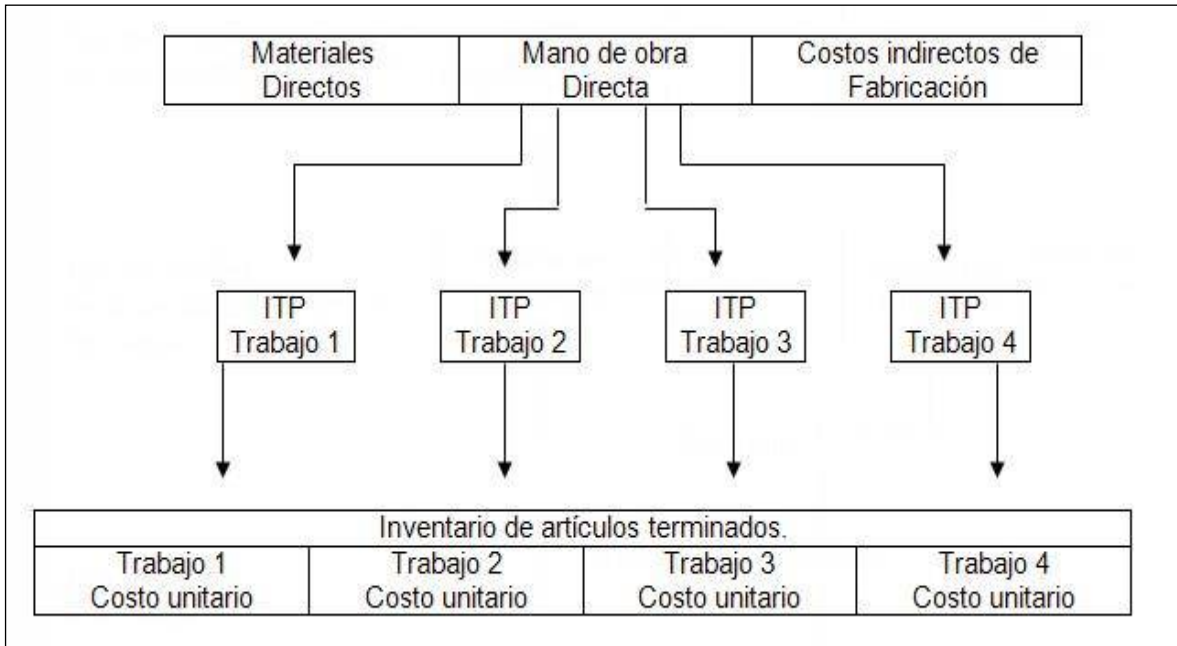 Materiales
Directos
Mano de obra
Directa
Costos indirectos de
Fabricación
ITP
Trabajo 1
ITP
Trabajo 2
ITP
Trabajo 3
ITP
Trabajo 4
Inventario de artículos terminados.
Trabajo 1
Costo unitario
Trabajo 2
Costo unitario
Trabajo 3
Costo unitario
Trabajo 4
Costo unitario